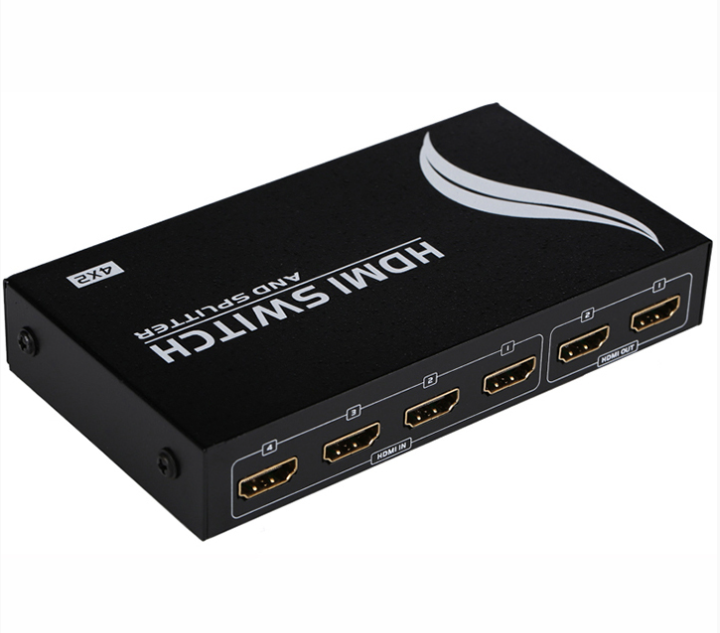 HDMI SWITCH
AND SPLITTER
4X2
4
3
2
1
HDMI IN
2
1
HDMI OUT